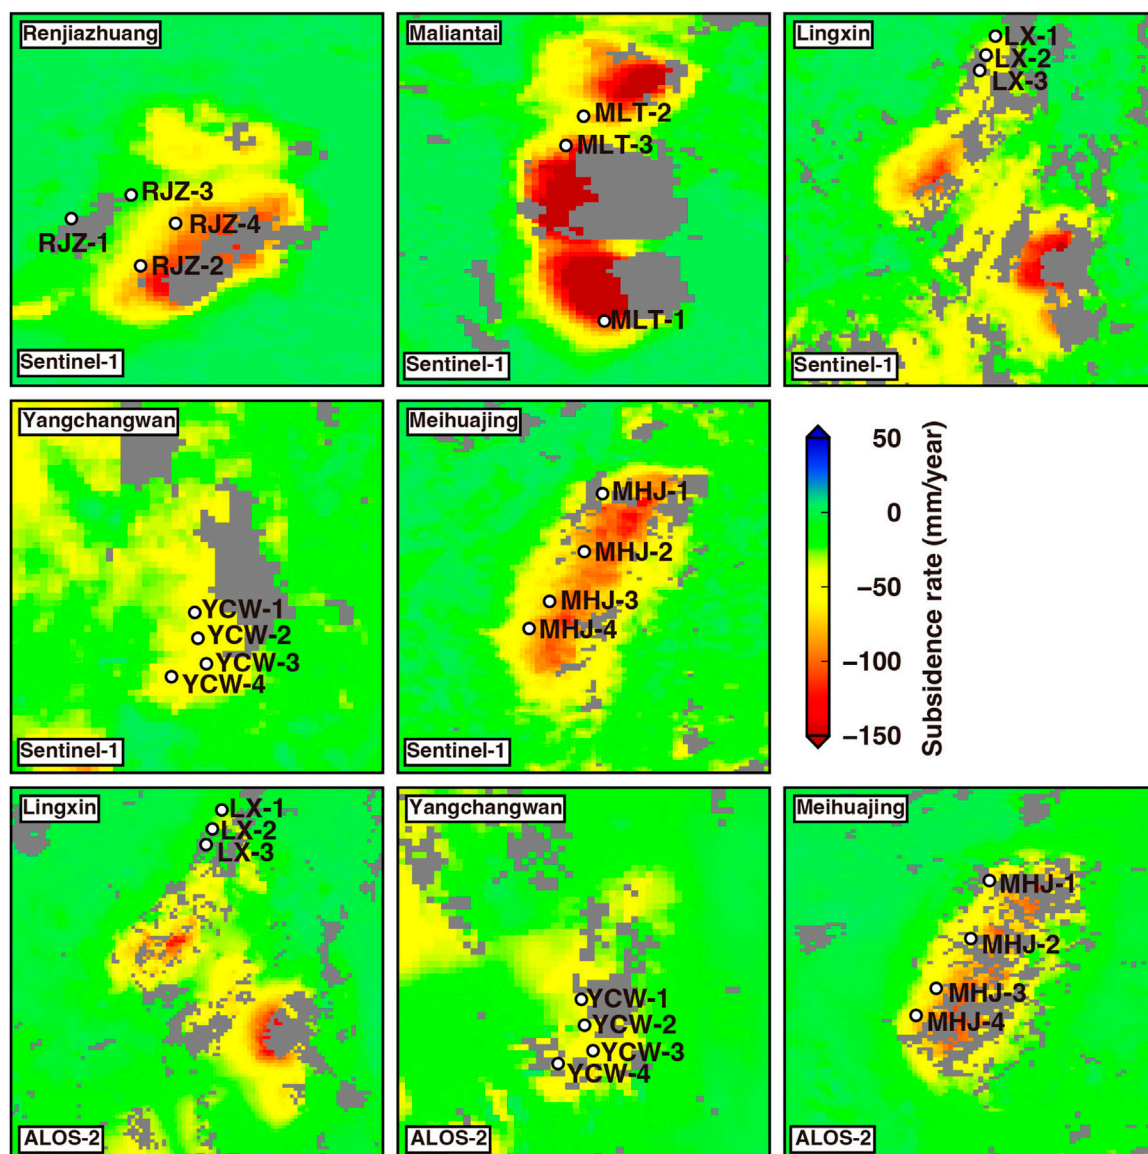 Renjiazhuang
RJZ-3
RJZ-4
RJZ-1
RJZ-2
Sentinel-1
Maliantai
MLT-2
MLT-3
MLT-1
Sentinel-1
Lingxin
LX-1
LX-2
LX-3
Sentinel-1
Yangchangwan
YCW-1
YCW-2
YCW-3
YCW-4
Sentinel-1
Meihuajing
MHJ-1
MHJ-2
MHJ-3
MHJ-4
Sentinel-1
50
0
−50
−100
−150
Subsidence rate (mm/year)
Lingxin
LX-1
LX-2
LX-3
ALOS-2
Yangchangwan
YCW-1
YCW-2
YCW-3
YCW-4
ALOS-2
Meihuajing
MHJ-1
MHJ-2
MHJ-3
MHJ-4
ALOS-2